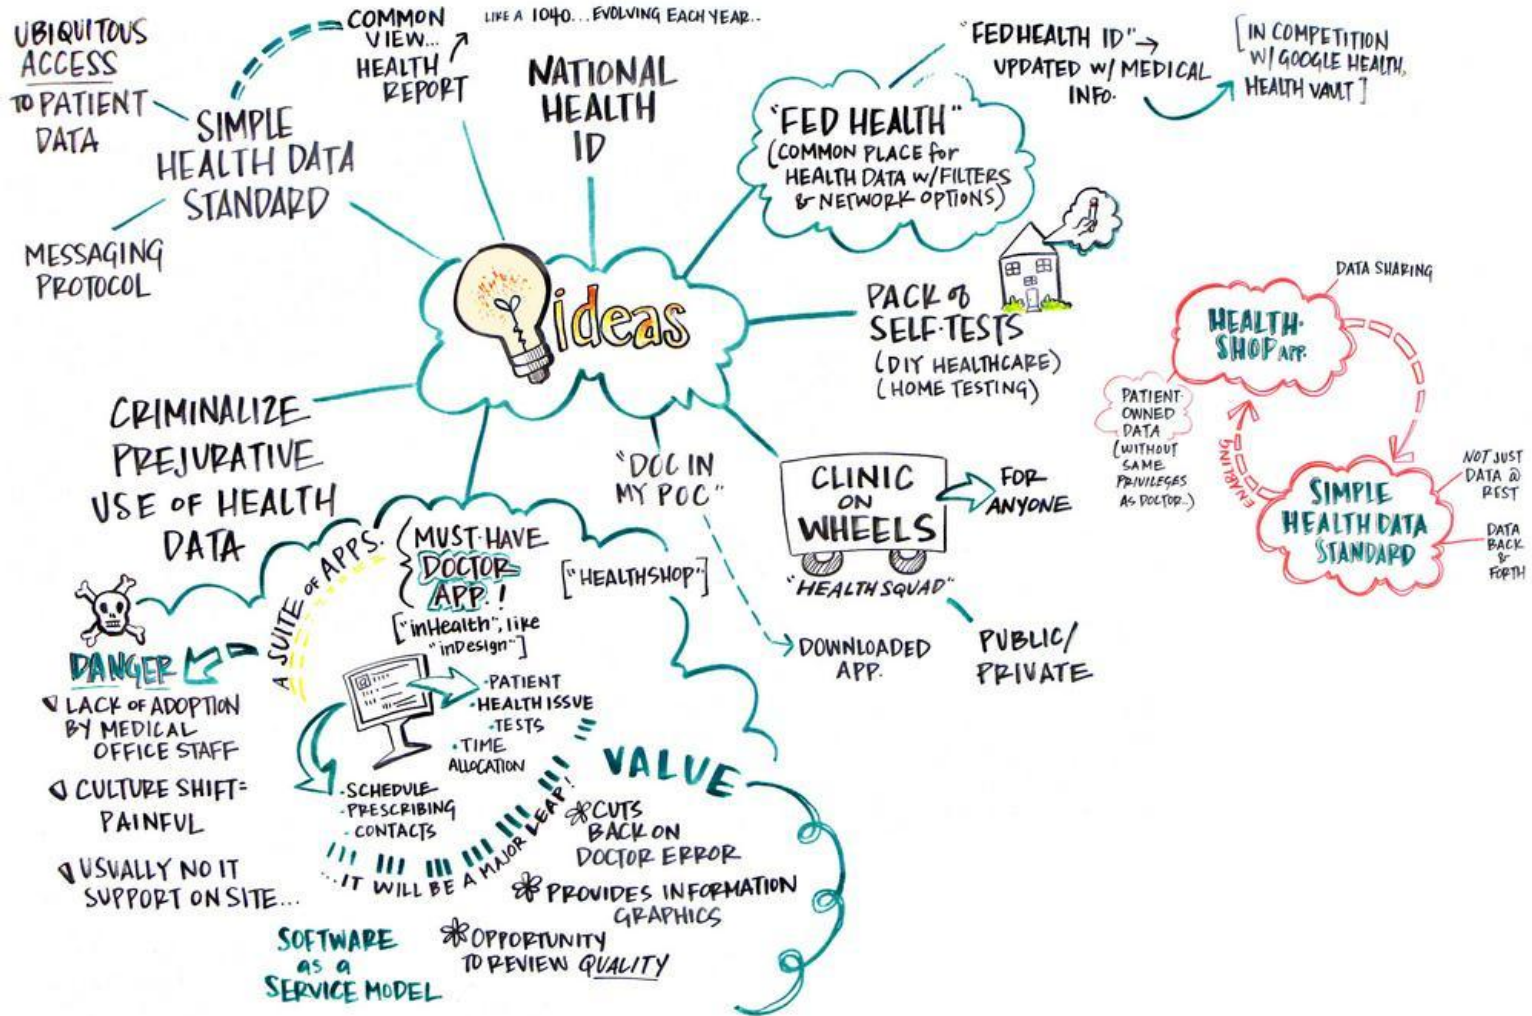 UBIQUITOUS
ACCESS
TO PATIENT
DATA
SIMPLE
HEALTH DATA
STANDARD
MESSAGING
PROTOCOL
COMMON
VIEW...
HEALTH
REPORT
LIKE A 1040...EVOLVING EACH YEAR..
NATIONAL
HEALTH
ID
"FED HEALTH"
(COMMON PLACE for
HEALTH DATA w/FILTERS
& NETWORK OPTIONS)
"FED HEALTH ID"
UPDATED w/ MEDICAL
INFO.
[IN COMPETITION
W/ GOOGLE HEALTH,
HEALTH VAULT]
ideas
PACK of
SELF-TESTS
(DIY HEALTHCARE)
(HOME TESTING)
DATA SHARING
HEALTH-
SHOP APP.
PATIENT-
OWNED
DATA
(WITHOUT
SAME
PRIVILEGES
AS DOCTOR..)
ENABLING
SIMPLE
HEALTH DATA
STANDARD
NOT JUST
DATA @
REST
DATA
BACK
&
FORTH
CRIMINALIZE
PREJURATIVE
USE OF HEALTH
DATA
"DOC IN
MY POC"
DOWNLOADED
APP.
CLINIC
ON
WHEELS
"HEALTH SQUAD"
FOR
ANYONE
PUBLIC/
PRIVATE
A SUITE OF APPS.
MUST-HAVE
DOCTOR
APP.!
["inHealth", like
"inDesign"]
["HEALTHSHOP"]
DANGER
LACK OF ADOPTION
BY MEDICAL
OFFICE STAFF
CULTURE SHIFT=
PAINFUL
USUALLY NO IT
SUPPORT ON SITE...
·PATIENT
·HEALTH ISSUE
·TESTS
·TIME
ALLOCATION
·SCHEDULE
·PRESCRIBING
·CONTACTS
...IT WILL BE A MAJOR LEAP!
VALUE
CUTS
BACK ON
DOCTOR ERROR
PROVIDES INFORMATION
GRAPHICS
OPPORTUNITY
TO REVIEW QUALITY
SOFTWARE
as a
SERVICE MODEL